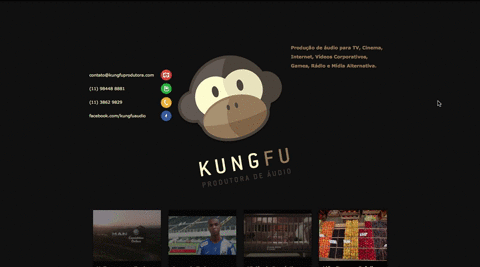 contato@kungfuprodutora.com
(11) 98448 8881
(11) 3862 9829
facebook.com/kungfuaudio
Produção de áudio para TV, Cinema,
Internet, Vídeos Corporativos,
Games, Rádio e Mídia Alternativa.
KUNGFU
PRODUTORA DE ÁUDIO